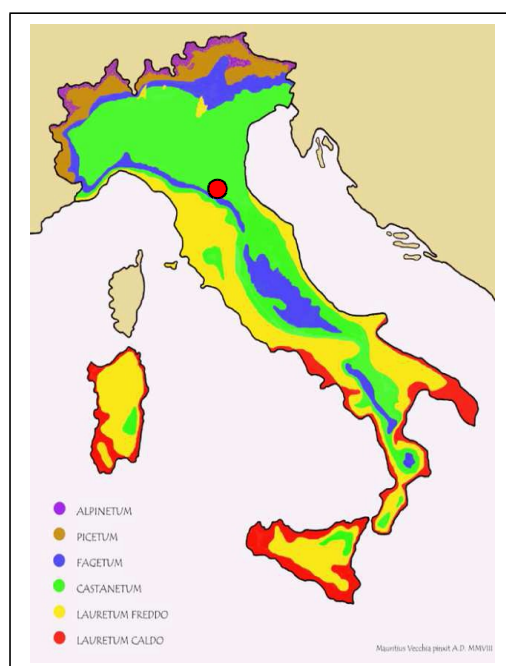 ALPINETUM
PICETUM
FAGETUM
CASTANETUM
LAURETUM FREDDO
LAURETUM CALDO
Mauritius Vecchia pinxit A.D. MMVIII